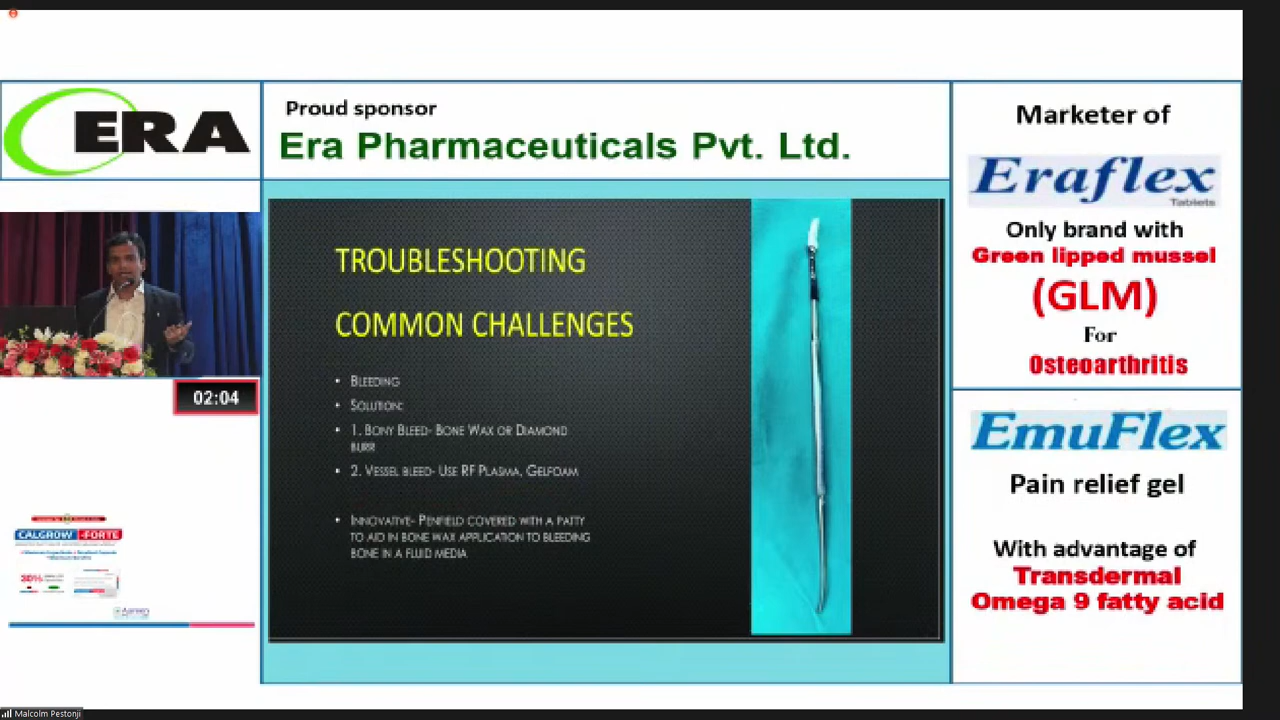 ERA
Proud sponsor
Era Pharmaceuticals Pvt. Ltd.
TROUBLESHOOTING
COMMON CHALLENGES
• BLEEDING
• SOLUTION:
• 1. BONY BLEED- BONE WAX OR DIAMOND
BURR
• 2. VESSEL BLEED- USE RF PLASMA, GELFOAM
• INNOVATIVE- PENFIELD COVERED WITH A PATTY
TO AID IN BONE WAX APPLICATION TO BLEEDING
BONE IN A FLUID MEDIA
02:04
CALGROW -FORTE
30%
Marketer of
Eraflex
Tablets
Only brand with
Green lipped mussel
(GLM)
For
Osteoarthritis
EmuFlex
Pain relief gel
With advantage of
Transdermal
Omega 9 fatty acid
Malcolm Pestonji